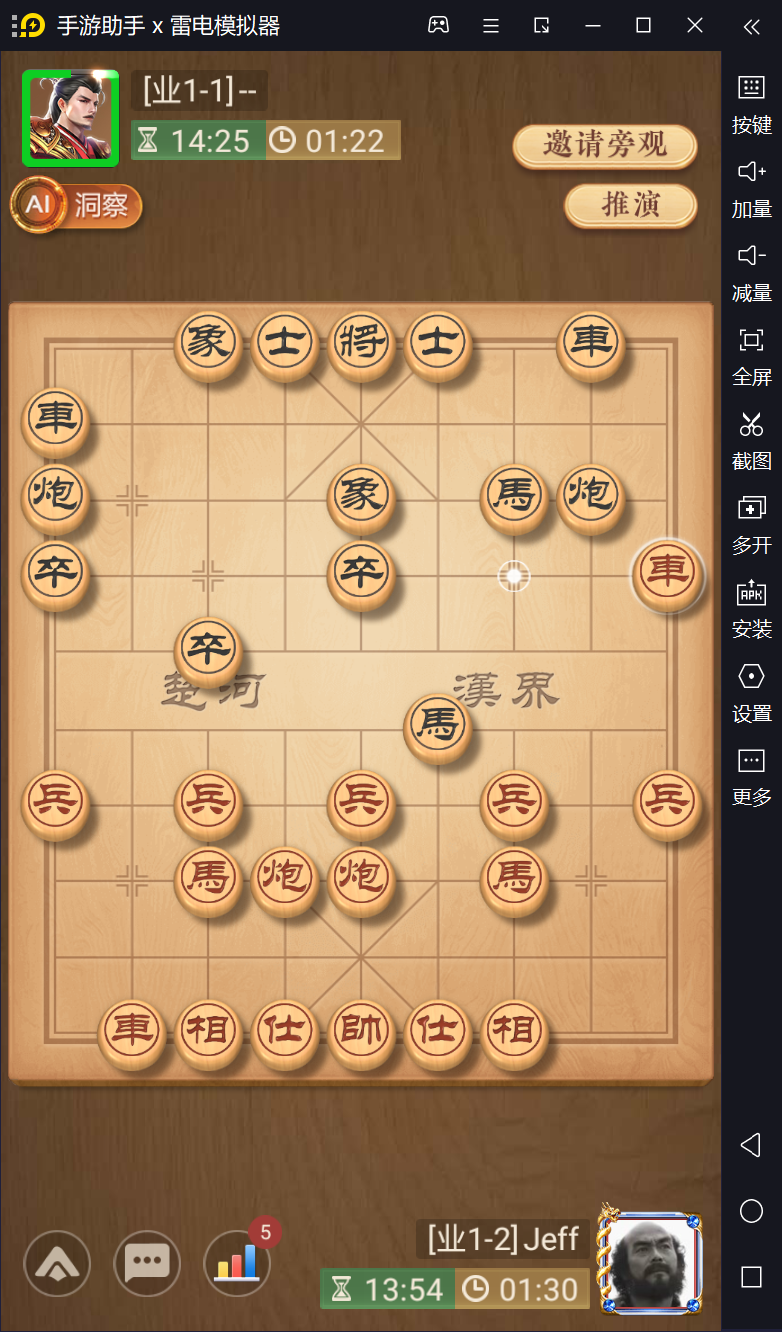 手游助手 x 雷电模拟器
[业1-1]--
14:25 01:22
邀请旁观
AI 洞察
推演
按键
加量
减量
全屏
截图
多开
APK
安装
设置
更多
象 士 將 士 車
車
炮 象 馬 炮
卒 卒 車
卒
楚河 漢界
馬
兵 兵 兵 兵 兵
馬 炮 炮 馬
車 相 仕 帥 仕 相
5
[业1-2]Jeff
13:54 01:30